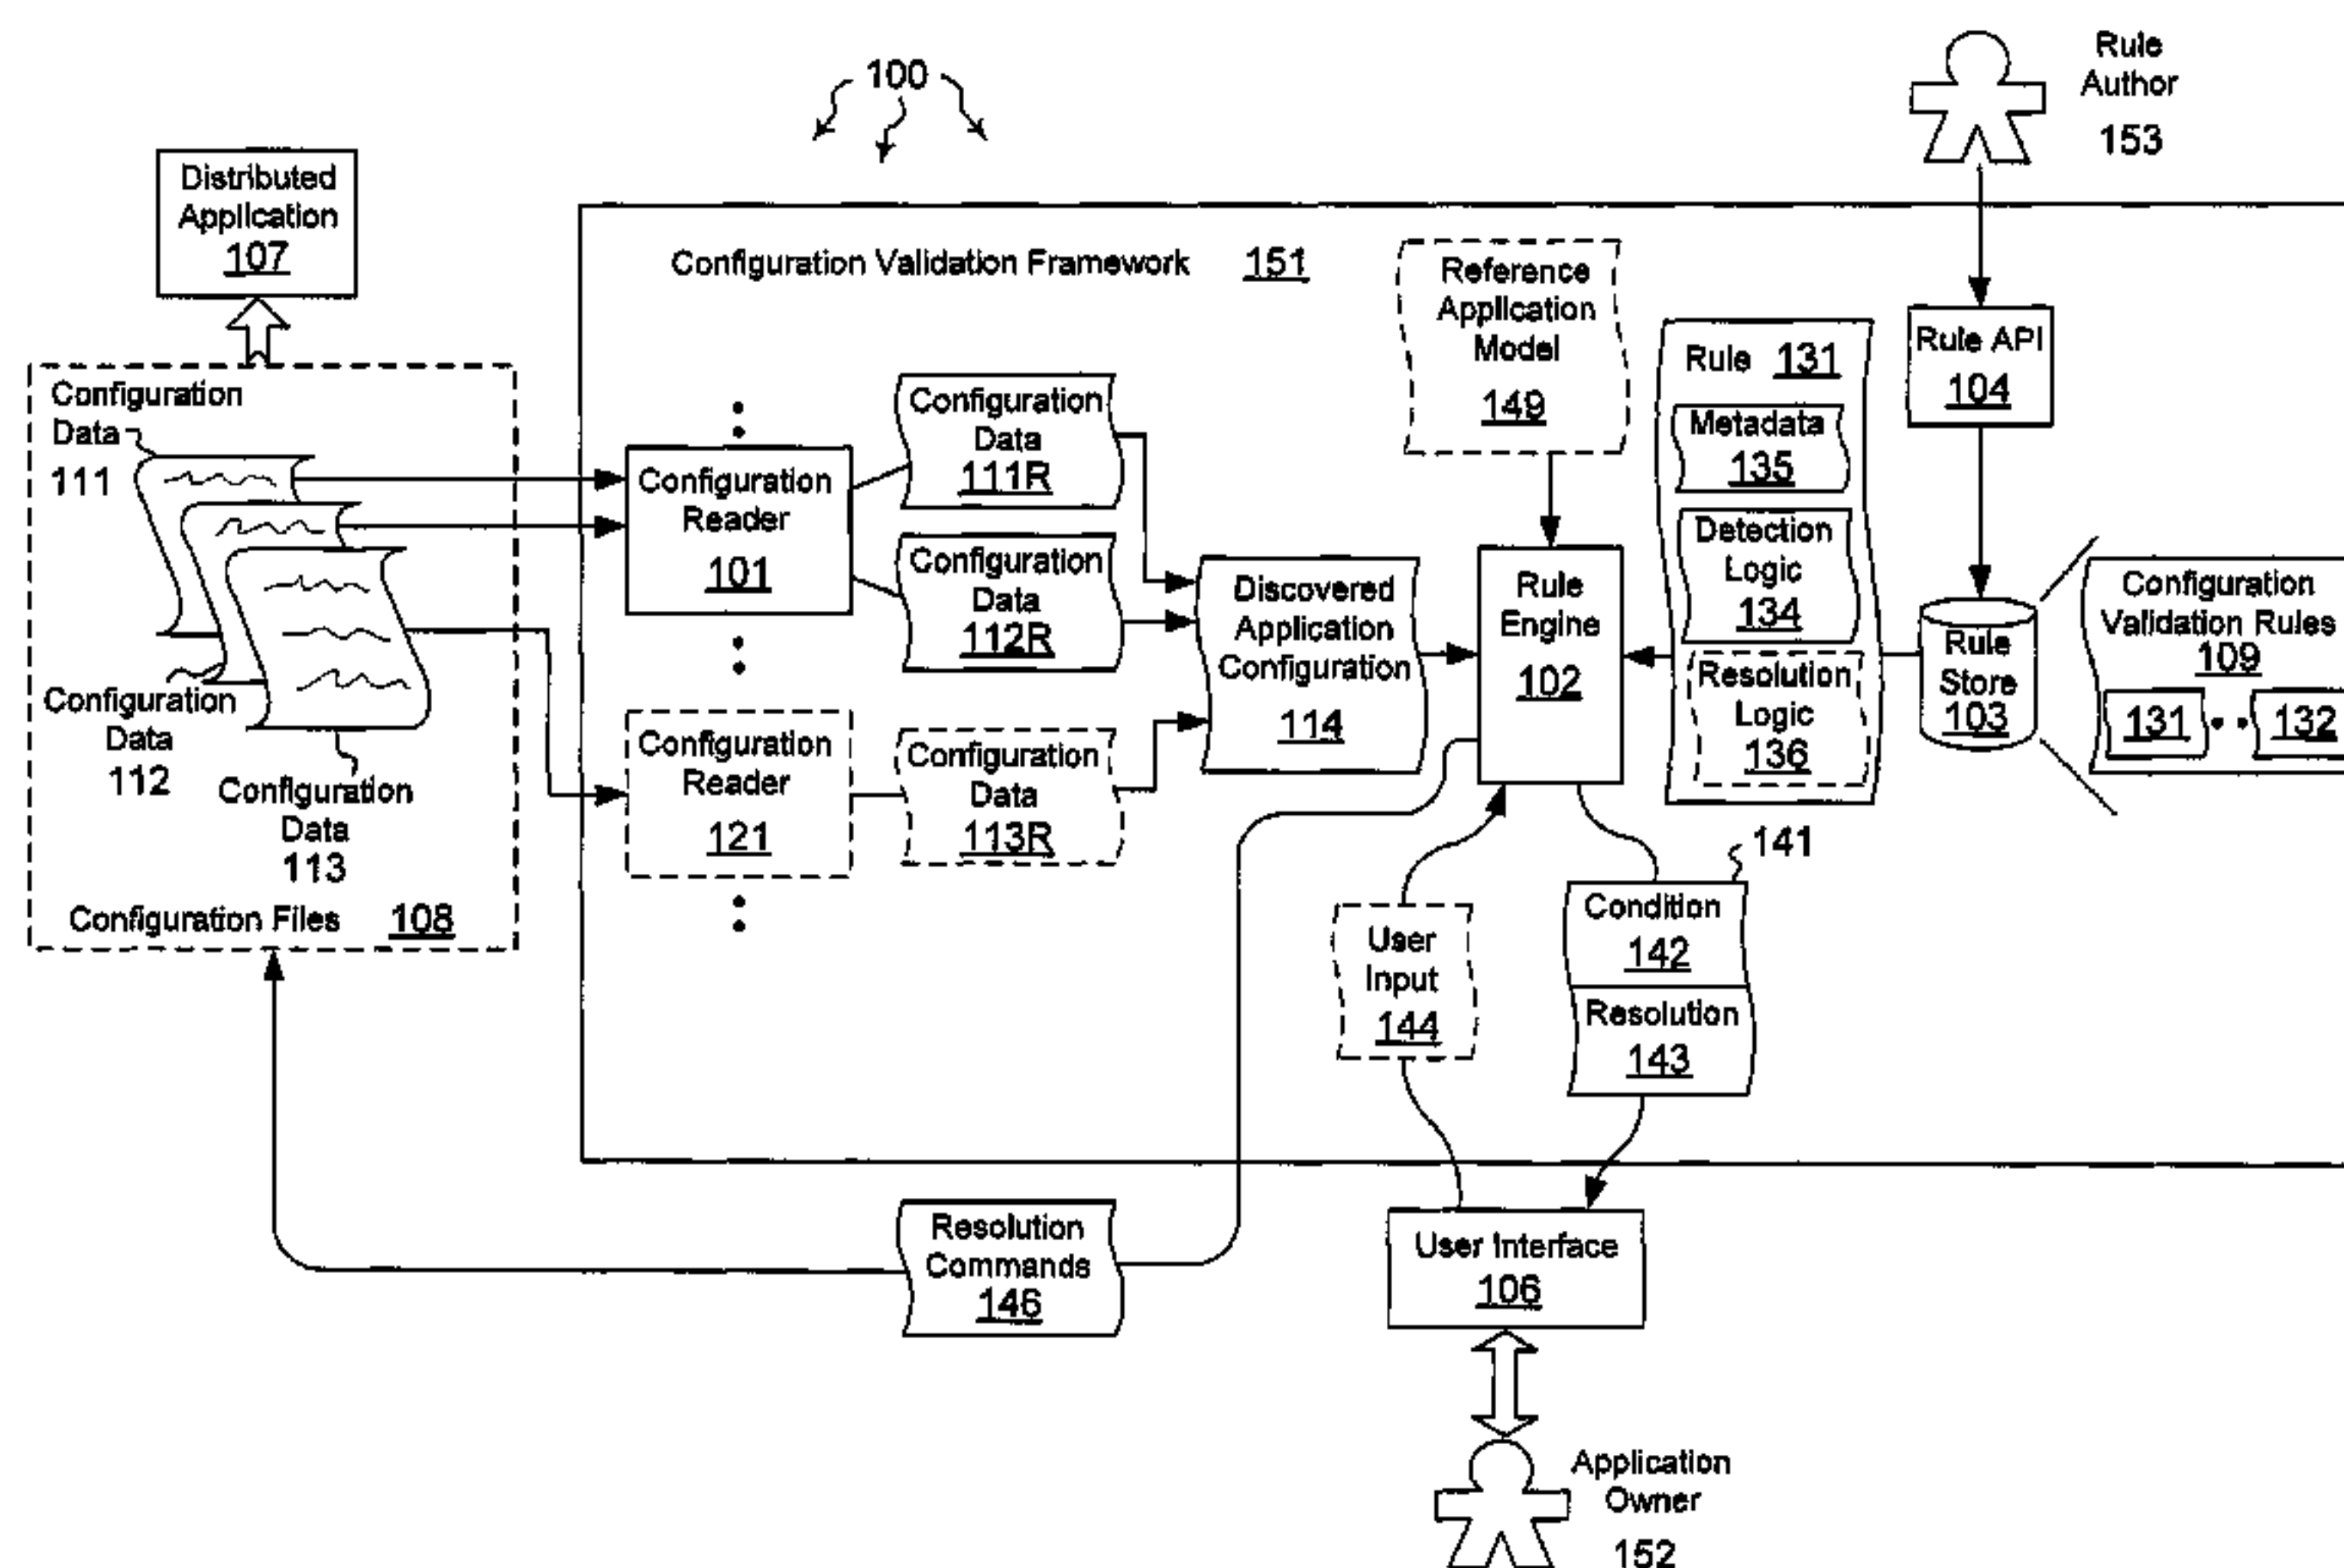 100
Rule
Author
153
Distributed
Application
107
Configuration Validation Framework 151
Reference
Application
Model
149
Rule API
104
Rule 131
Metadata
135
Detection
Logic
134
Resolution
Logic
136
Configuration
Data
111
Configuration
Data
112
Configuration
Data
113
Configuration Files 108
Configuration
Reader
101
Configuration
Data
111R
Configuration
Data
112R
Configuration
Reader
121
Configuration
Data
113R
Discovered
Application
Configuration
114
Rule
Engine
102
Rule
Store
103
Configuration
Validation Rules
109
131
132
141
Condition
142
Resolution
143
User
Input
144
Resolution
Commands
146
User Interface
106
Application
Owner
152